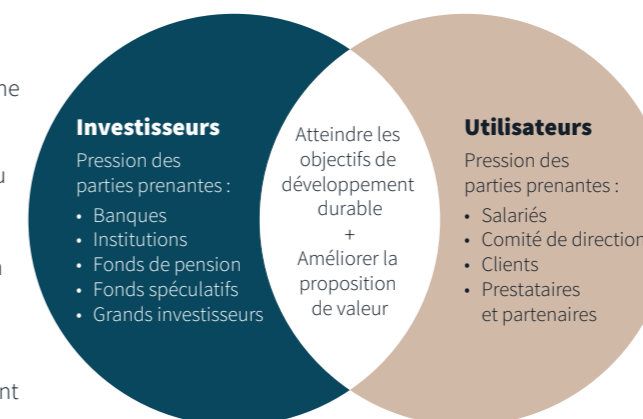 Investisseurs
Pression des
parties prenantes :
• Banques
• Institutions
• Fonds de pension
• Fonds spéculatifs
• Grands investisseurs
Atteindre les
objectifs de
développement
durable
+
Améliorer la
proposition
de valeur
Utilisateurs
Pression des
parties prenantes :
• Salariés
• Comité de direction
• Clients
• Prestataires
et partenaires